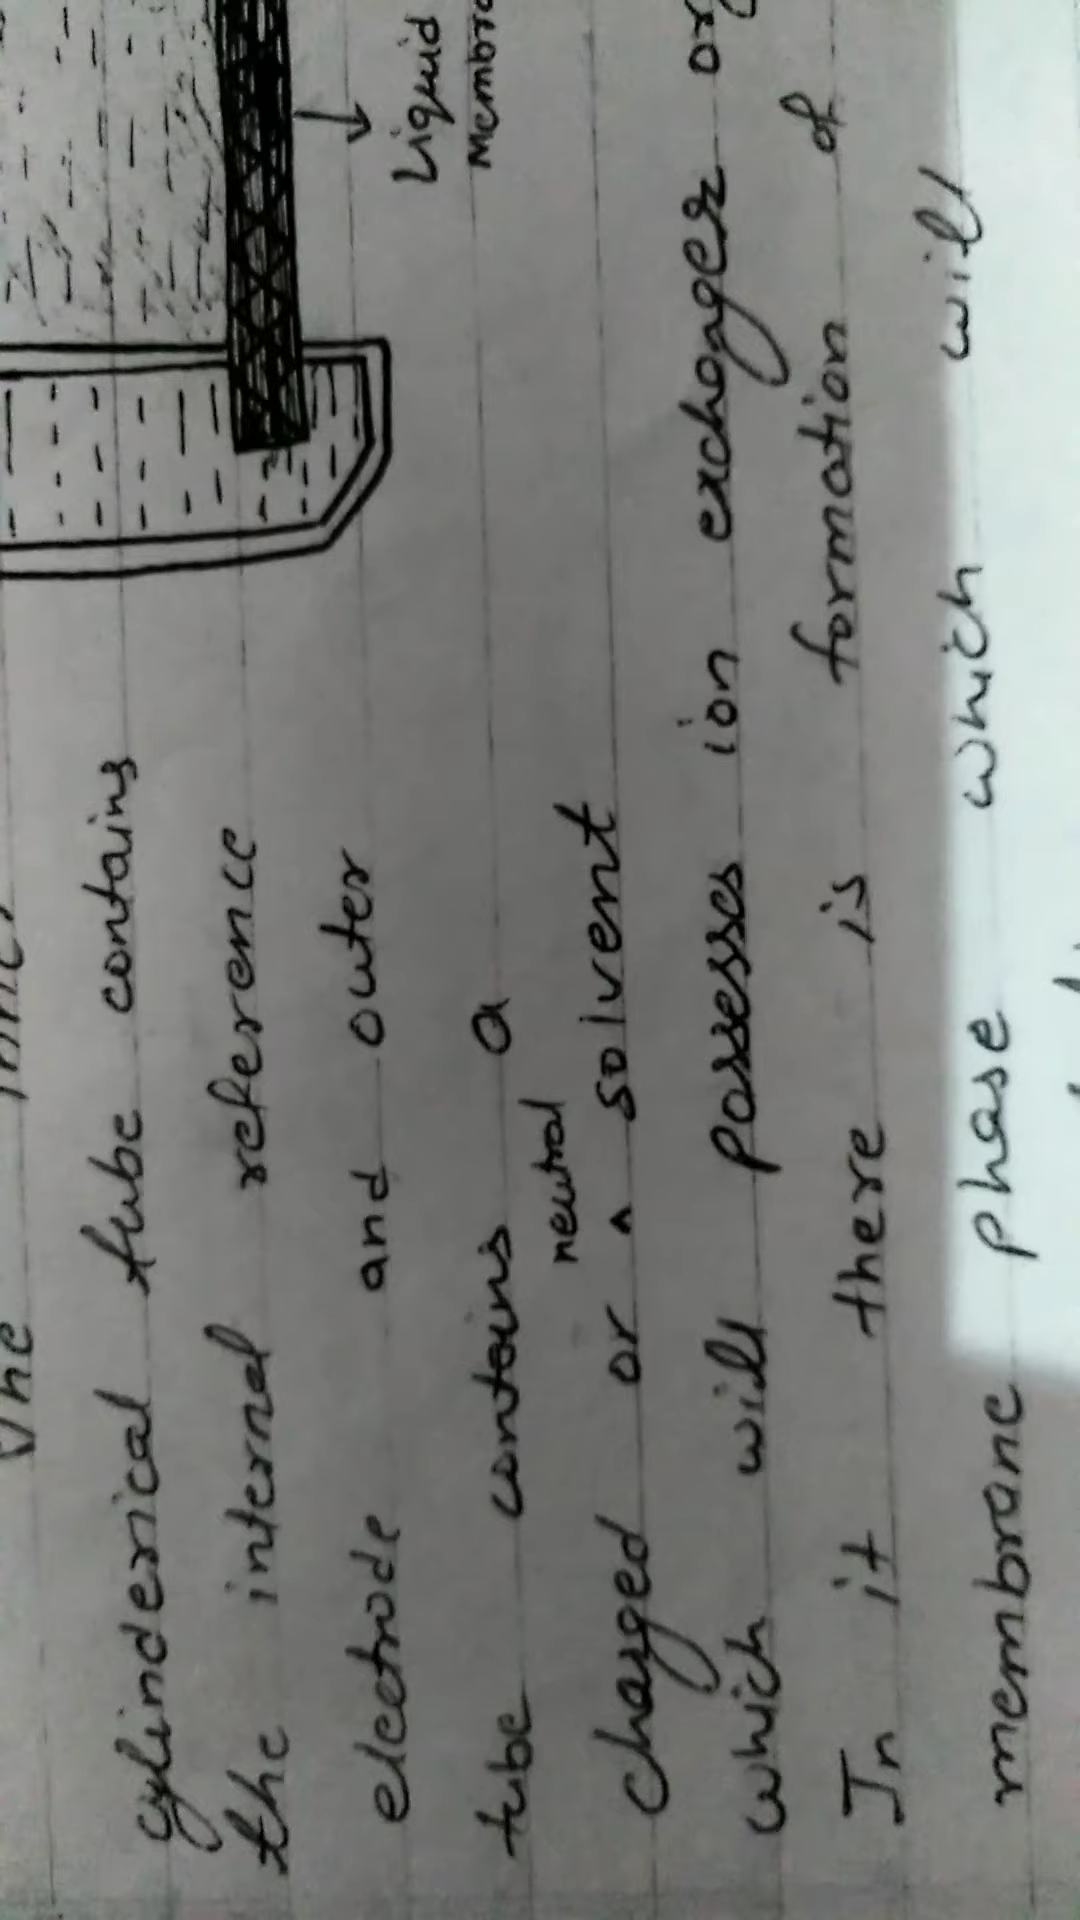 Liquid
cylinderical tube contains
the internal reference
electrode and outer
tube contains a
charged or ^ neutral solvent
which will possesses ion exchanger or
In it there is formation of
membrane phase which will